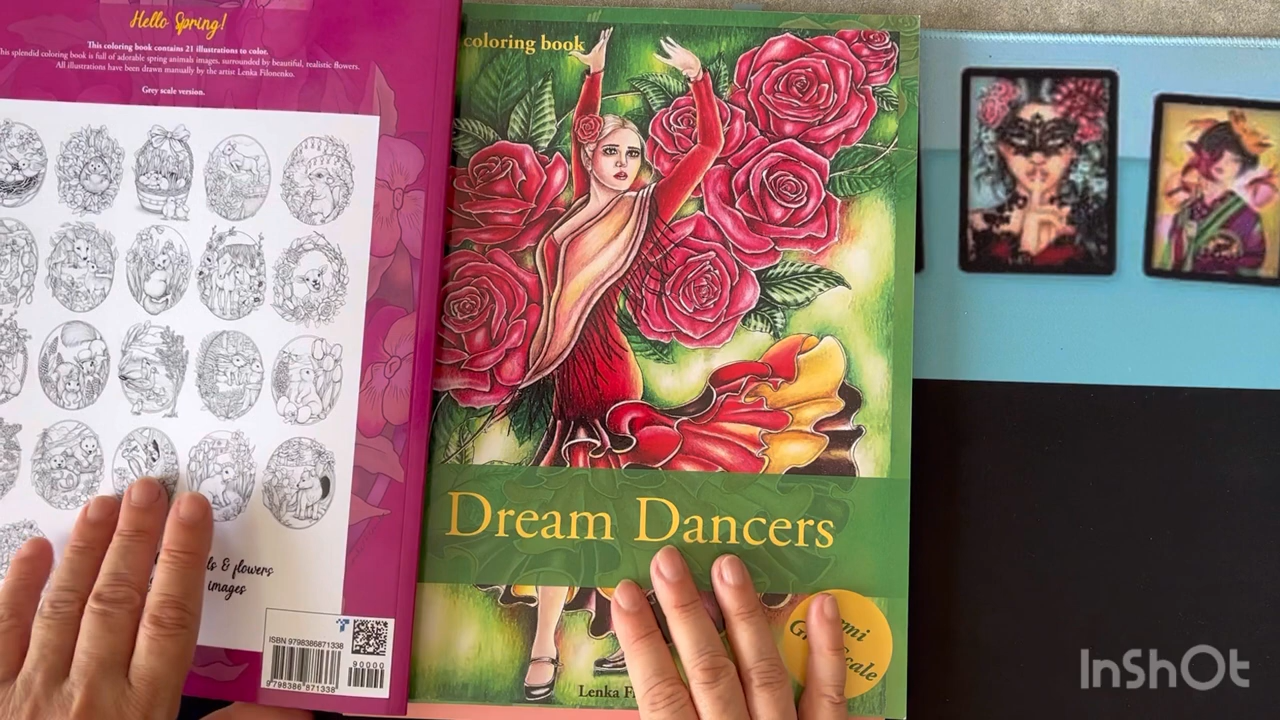 Hello Spring!
This coloring book contains 21 illustrations to color.
his splendid coloring book is full of adorable spring animals images, surrounded by beautiful, realistic flowers.
All illustrations have been drawn manually by the artist Lenka Filonenko.
Grey scale version.
& flowers
images
ISBN 9798386871338
90000
9 798386 871338
coloring book
Dream Dancers
Scale
Lenka
InShOt